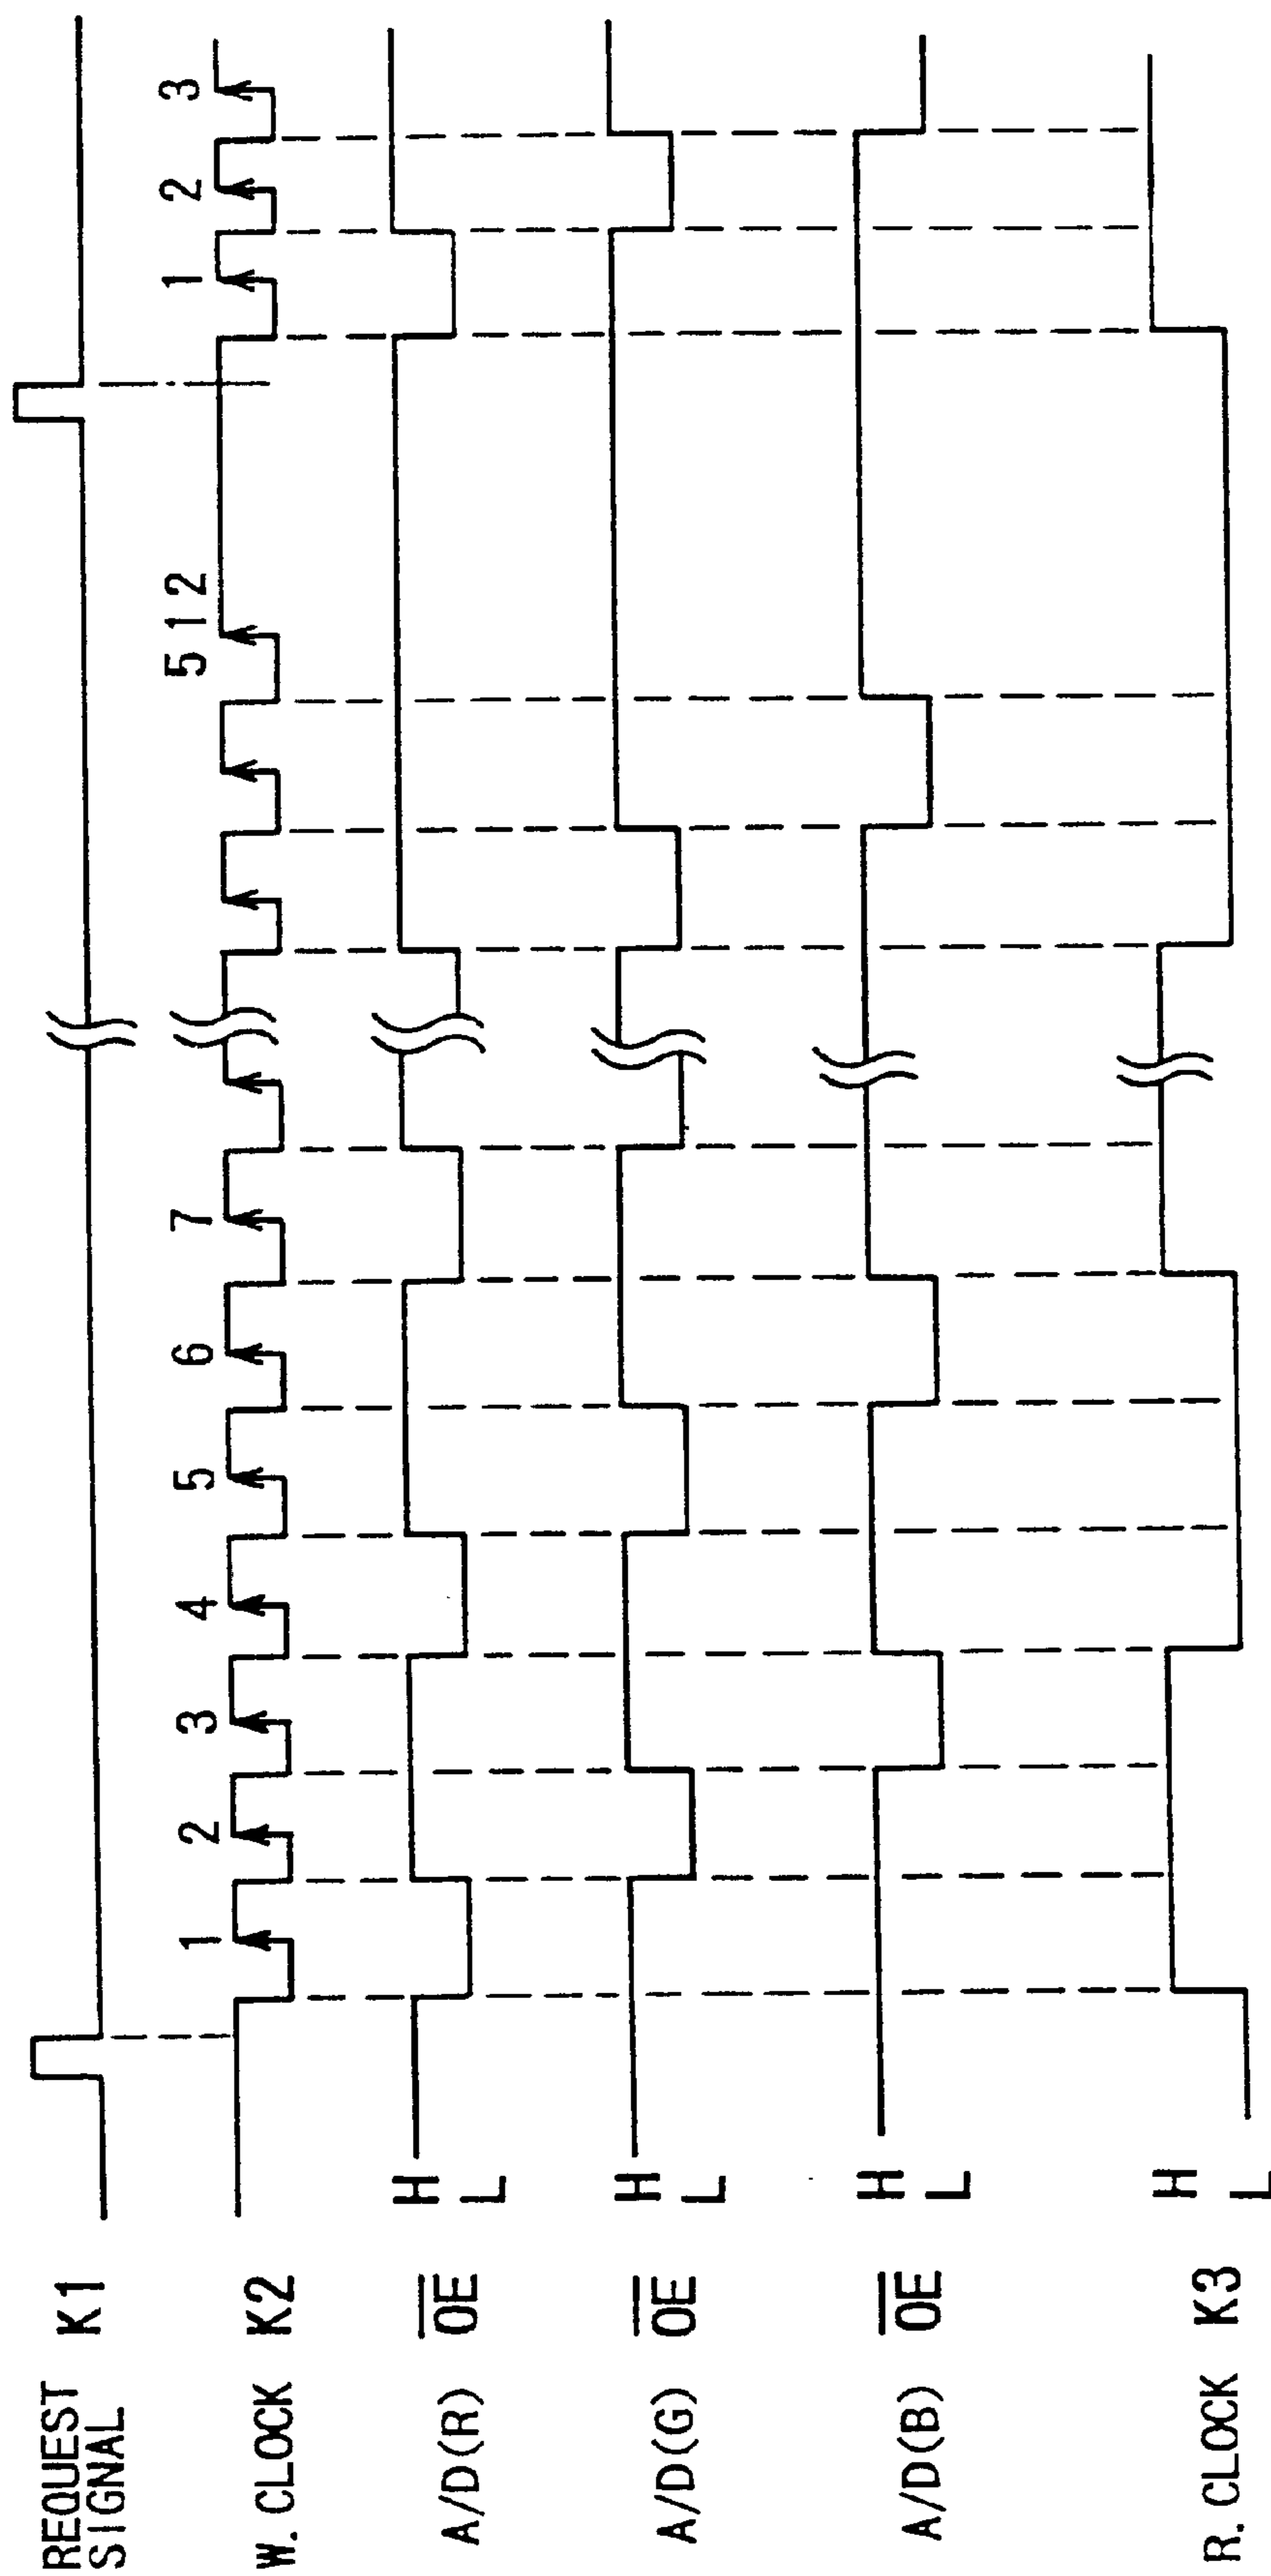 REQUEST
SIGNAL K1
W. CLOCK K2
1 2 3 4 5 6 7 512 1 2 3
A/D(R) OE H
L
A/D(G) OE H
L
A/D(B) OE H
L
R. CLOCK K3 H
L